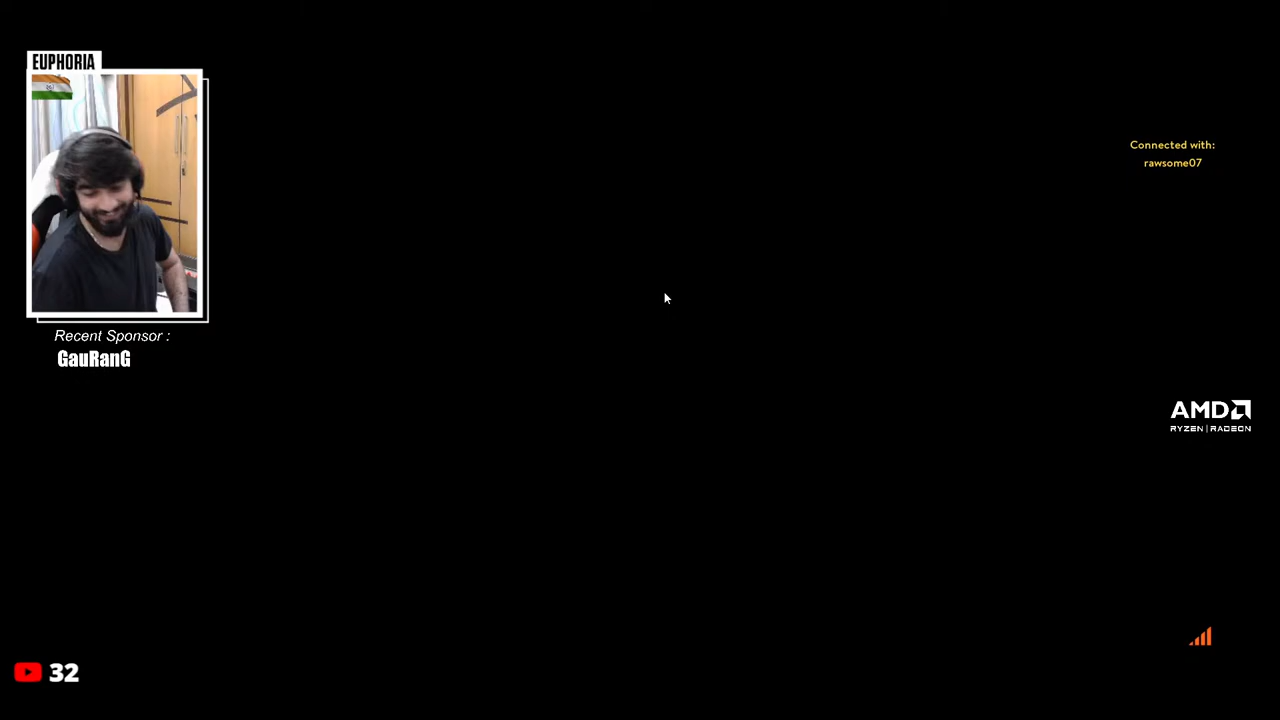 EUPHORIA
Connected with:
rawsome07
Recent Sponsor :
GauRanG
AMD
RYZEN | RADEON
32